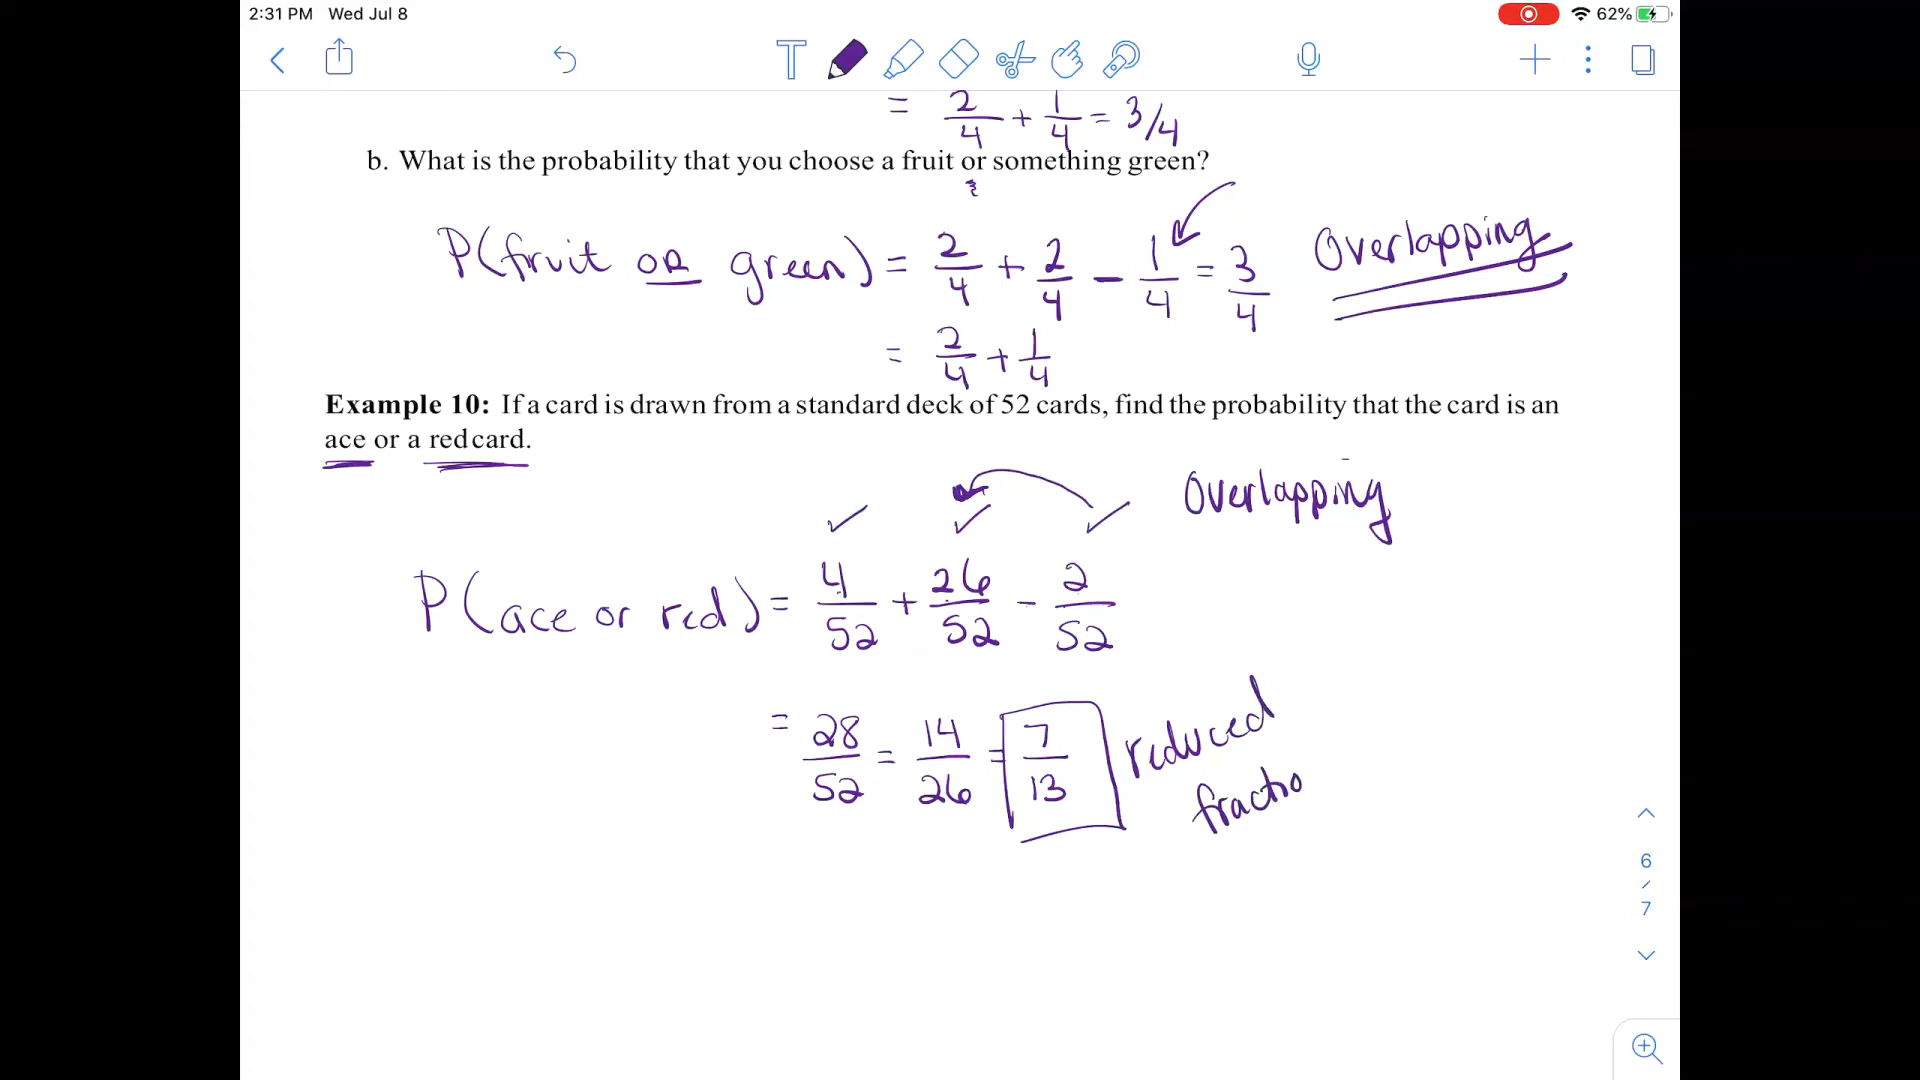 2:31 PM Wed Jul 8
62%
T
= 2/4 + 1/4 = 3/4
b. What is the probability that you choose a fruit or something green?
P(fruit OR green) = 2/4 + 2/4 - 1/4 = 3/4 Overlapping
= 2/4 + 1/4
Example 10: If a card is drawn from a standard deck of 52 cards, find the probability that the card is an
ace or a red card.
Overlapping
P(ace or red) = 4/52 + 26/52 - 2/52
= 28/52 = 14/26 = 7/13 reduced
fractio
6
/
7